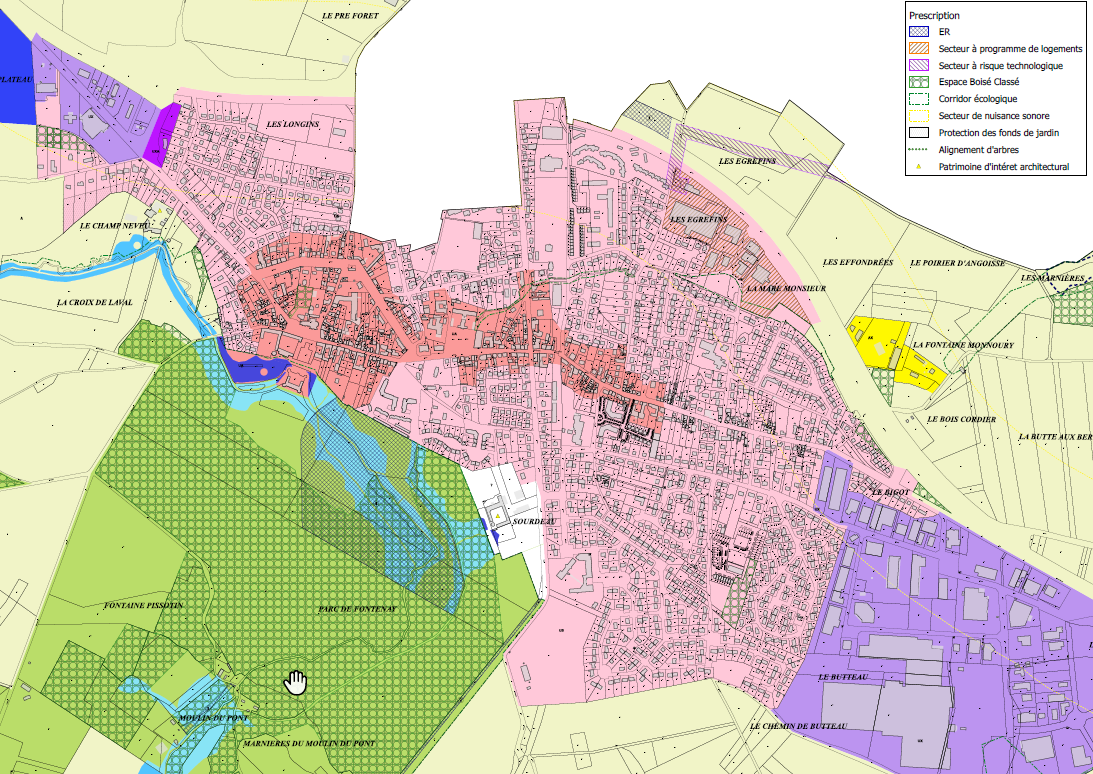 LE PRE FORET
Prescription
ER
Secteur à programme de logements
Secteur à risque technologique
Espace Boisé Classé
Corridor écologique
Secteur de nuisance sonore
Protection des fonds de jardin
Alignement d'arbres
Patrimoine d'intéret architectural
PLATEAU
LES LONGINS
LES EGREFINS
LE CHAMP NEVEU
LES EGREFINS
LES EFFONDRÉES
LE POIRIER D'ANGOISSE
LES MARNIÈRES
LA CROIX DE LAVAL
LA MARE MONSIEUR
LA FONTAINE MONNOURY
LE BOIS CORDIER
LA BUTTE AUX BER
LE BIGOT
SOURDEAU
FONTAINE PISSOTIN
PARC DE FONTENAY
LE BUTTEAU
MOULIN DU PONT
LE CHEMIN DE BUTTEAU
MARNIERES DU MOULIN DU PONT